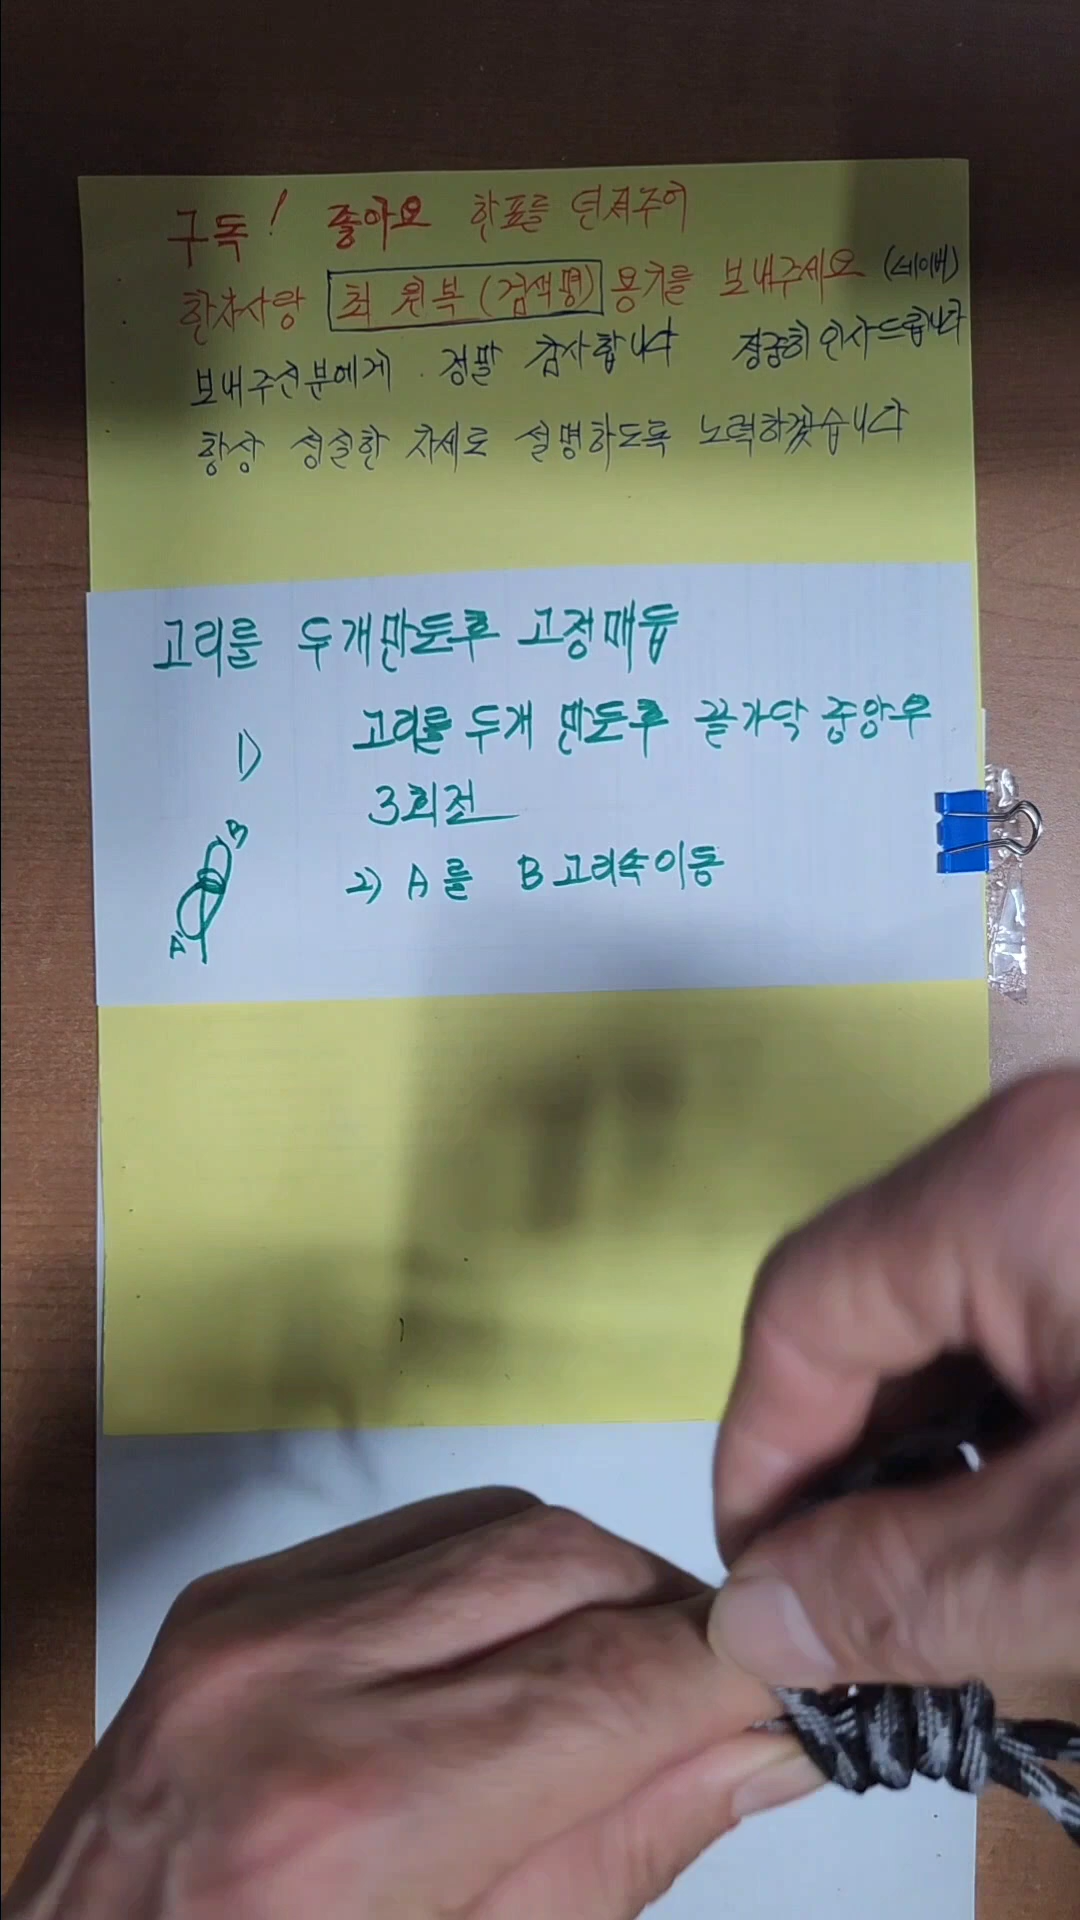 구독! 좋아요 한표를 던져주어
한자사랑 최원복(검색명) 용기를 보내주세요 (네이버)
보내주신분에게 정말 감사합니다 정중히 인사드립니다
항상 성실한 자세로 설명하도록 노력하겠습니다
고리를 두개만든후 고정매듭
1) 고리를 두개 만든후 끝가닥 중앙우
3회전
2) A를 B고리속이동
B
A